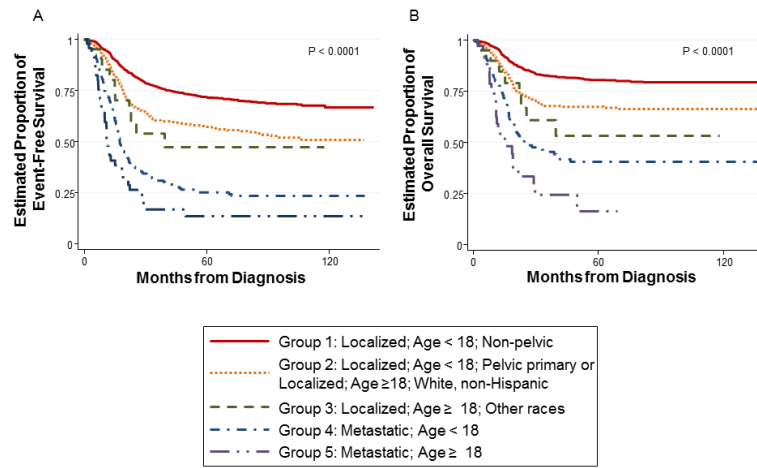 A
1
0.75
0.50
0.25
0
0
60
120
P < 0.0001
Estimated Proportion of
Event-Free Survival
Months from Diagnosis
B
1
0.75
0.50
0.25
0
0
60
120
P < 0.0001
Estimated Proportion of
Overall Survival
Months from Diagnosis
Group 1: Localized; Age < 18; Non-pelvic
Group 2: Localized; Age < 18; Pelvic primary or
Localized; Age ≥18; White, non-Hispanic
Group 3: Localized; Age ≥ 18; Other races
Group 4: Metastatic; Age < 18
Group 5: Metastatic; Age ≥ 18